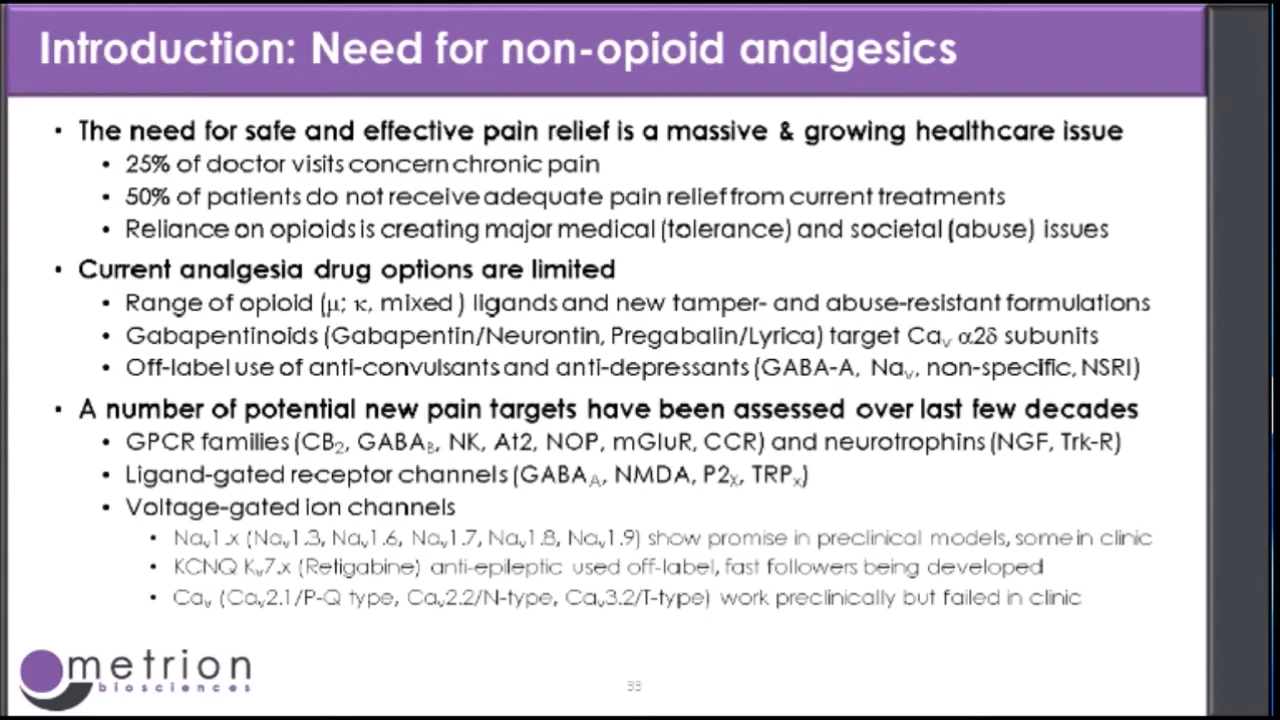 Introduction: Need for non-opioid analgesics
▪ The need for safe and effective pain relief is a massive & growing healthcare issue
• 25% of doctor visits concern chronic pain
• 50% of patients do not receive adequate pain relief from current treatments
• Reliance on opioids is creating major medical (tolerance) and societal (abuse) issues
▪ Current analgesia drug options are limited
• Range of opioid (μ; κ, mixed ) ligands and new tamper- and abuse-resistant formulations
• Gabapentinoids (Gabapentin/Neurontin, Pregabalin/Lyrica) target Caᵥ α2δ subunits
• Off-label use of anti-convulsants and anti-depressants (GABA-A, Naᵥ, non-specific, NSRI)
▪ A number of potential new pain targets have been assessed over last few decades
• GPCR families (CB₂, GABA_B, NK, At2, NOP, mGluR, CCR) and neurotrophins (NGF, Trk-R)
• Ligand-gated receptor channels (GABA_A, NMDA, P2ₓ, TRPₓ)
• Voltage-gated ion channels
• Naᵥ1.x (Naᵥ1.3, Naᵥ1.6, Naᵥ1.7, Naᵥ1.8, Naᵥ1.9) show promise in preclinical models, some in clinic
• KCNQ Kᵥ7.x (Retigabine) anti-epileptic used off-label, fast followers being developed
• Caᵥ (Caᵥ2.1/P-Q type, Caᵥ2.2/N-type, Caᵥ3.2/T-type) work preclinically but failed in clinic
metrion
biosciences
33